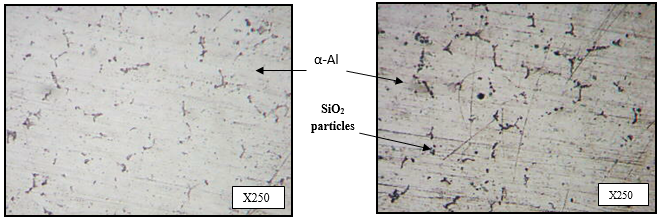 α-Al
SiO₂
particles
X250
X250